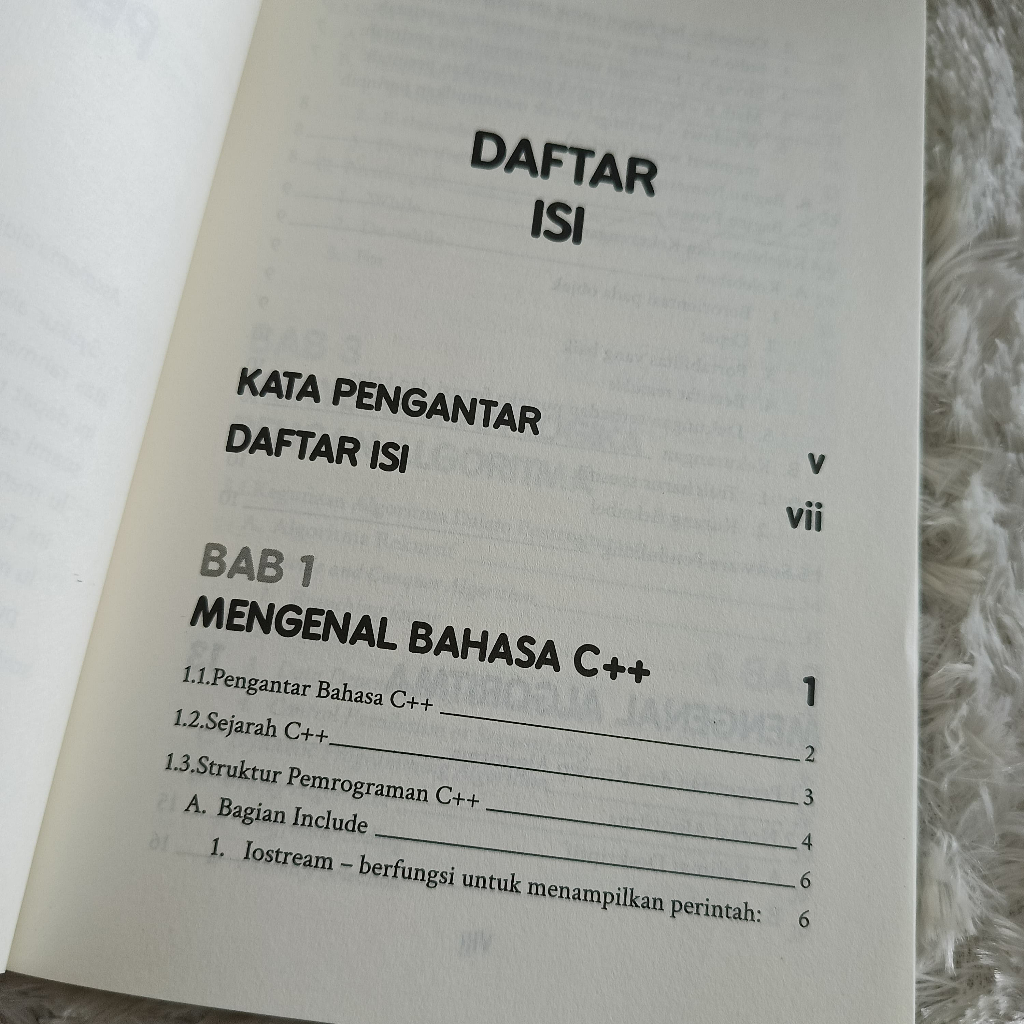 DAFTAR
ISI
KATA PENGANTAR v
DAFTAR ISI vii
BAB 1
MENGENAL BAHASA C++ 1
1.1.Pengantar Bahasa C++ 2
1.2.Sejarah C++ 3
1.3.Struktur Pemrograman C++ 4
A. Bagian Include 6
1. Iostream – berfungsi untuk menampilkan perintah: 6